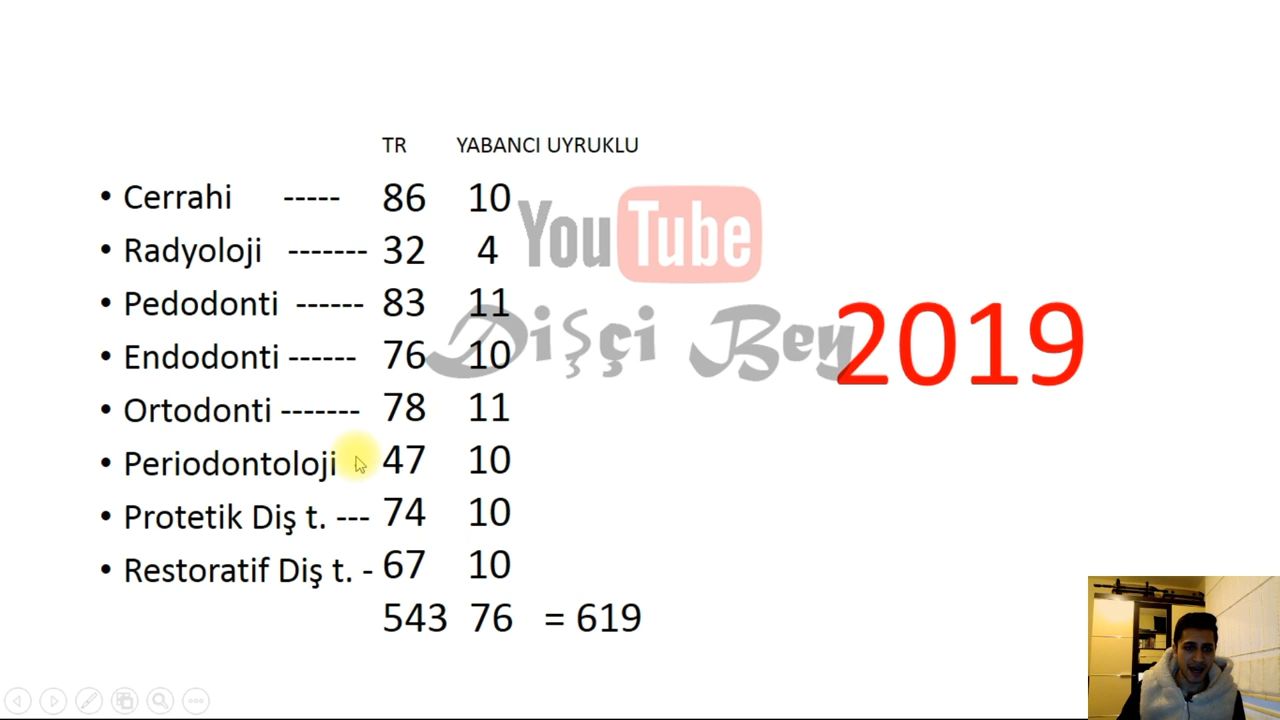 TR YABANCI UYRUKLU
• Cerrahi ----- 86 10
• Radyoloji ------- 32 4
• Pedodonti ------ 83 11
• Endodonti ------ 76 10
• Ortodonti ------- 78 11
• Periodontoloji 47 10
• Protetik Diş t. --- 74 10
• Restoratif Diş t. - 67 10
543 76 = 619
YouTube
Dişçi Bey
2019